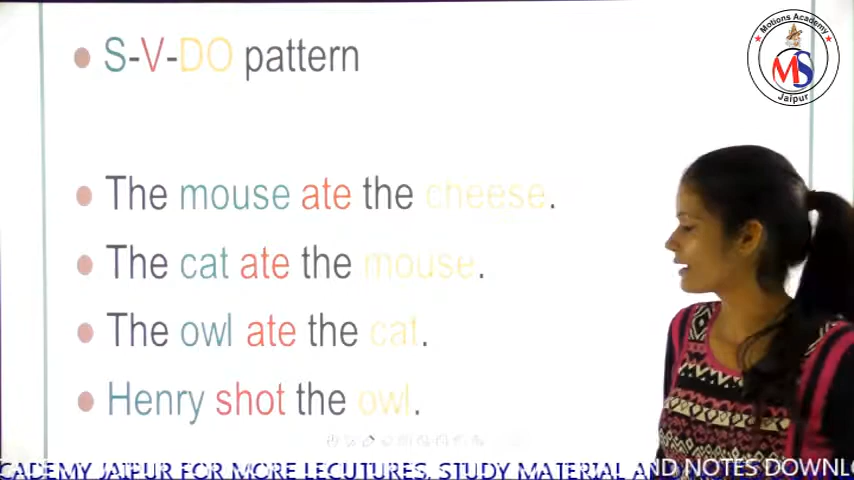 S-V-DO pattern
Motions Academy
MS
Jaipur
The mouse ate the cheese.
The cat ate the mouse.
The owl ate the cat.
Henry shot the owl.
CADEMY JAIPUR FOR MORE LECUTURES, STUDY MATERIAL AND NOTES DOWNLO